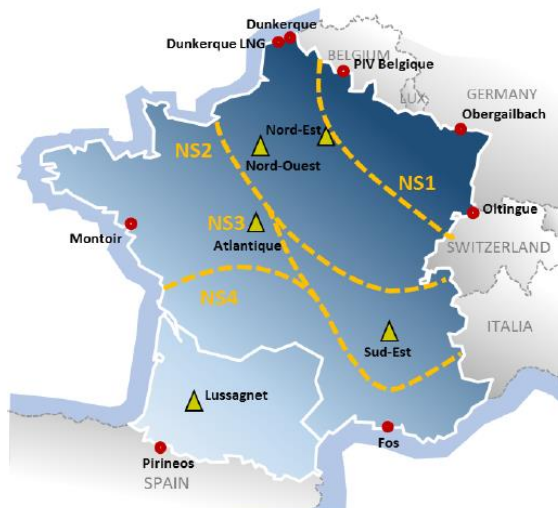 Dunkerque
Dunkerque LNG
BELGIUM
PIV Belgique
LUX
GERMANY
Obergailbach
Nord-Est
Nord-Ouest
NS2
NS1
NS3
Oltingue
Montoir
Atlantique
SWITZERLAND
NS4
ITALIA
Sud-Est
Lussagnet
Fos
Pirineos
SPAIN